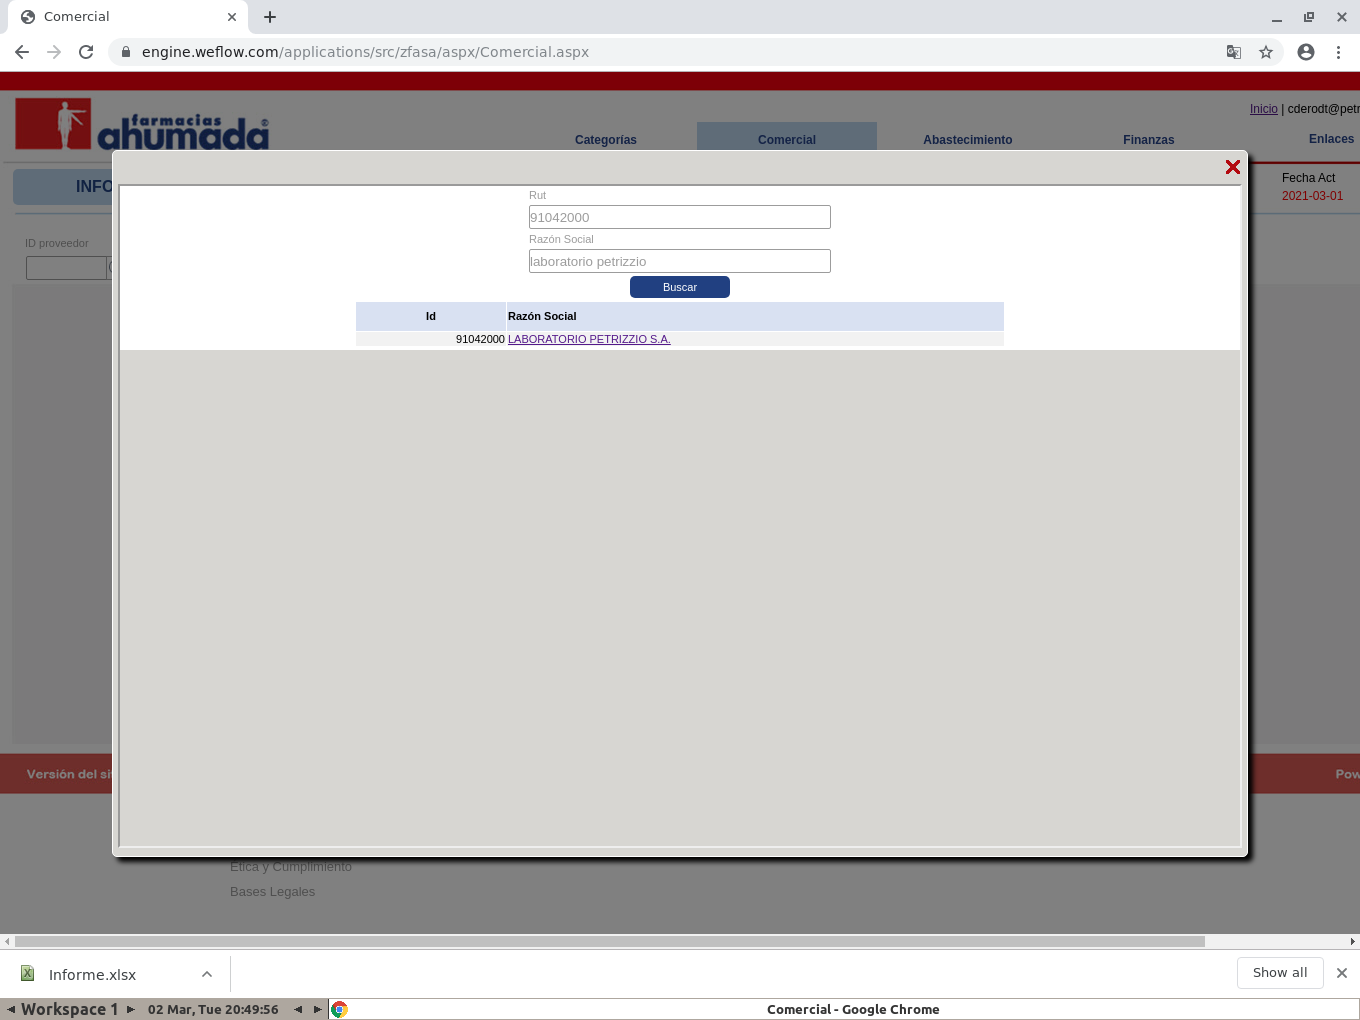 Comercial
engine.weflow.com/applications/src/zfasa/aspx/Comercial.aspx
farmacias
ahumada
Inicio | cderodt@petr
Categorías
Comercial
Abastecimiento
Finanzas
Enlaces
INFO
Fecha Act
2021-03-01
ID proveedor
Rut
91042000
Razón Social
laboratorio petrizzio
Buscar
Id Razón Social
91042000 LABORATORIO PETRIZZIO S.A.
Versión del si
Pow
Etica y Cumplimiento
Bases Legales
Informe.xlsx
Show all
Workspace 1
02 Mar, Tue 20:49:56
Comercial - Google Chrome